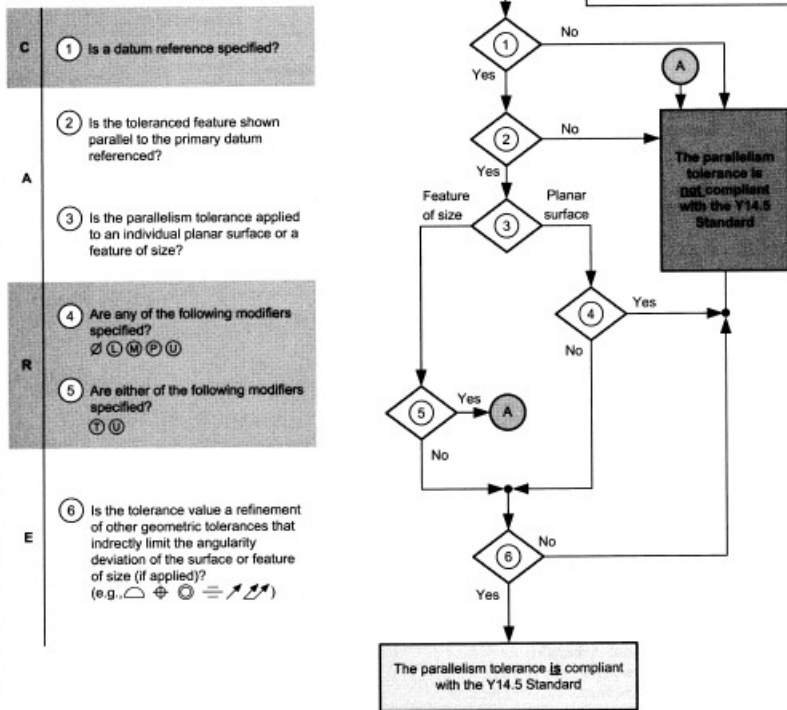 C
① Is a datum reference specified?
A
② Is the toleranced feature shown
parallel to the primary datum
referenced?
③ Is the parallelism tolerance applied
to an individual planar surface or a
feature of size?
R
④ Are any of the following modifiers
specified?
Ø Ⓛ Ⓜ Ⓟ Ⓤ
⑤ Are either of the following modifiers
specified?
Ⓣ Ⓤ
E
⑥ Is the tolerance value a refinement
of other geometric tolerances that
indirectly limit the angularity
deviation of the surface or feature
of size (if applied)?
(e.g.,⌓ ⌖ ◎ ⌯ ↗ ⌰)
1
No
Yes
A
2
No
Yes
The parallelism
tolerance is
not compliant
with the Y14.5
Standard
Feature
of size
Planar
surface
3
4
Yes
No
5
Yes
A
No
6
No
Yes
The parallelism tolerance is compliant
with the Y14.5 Standard